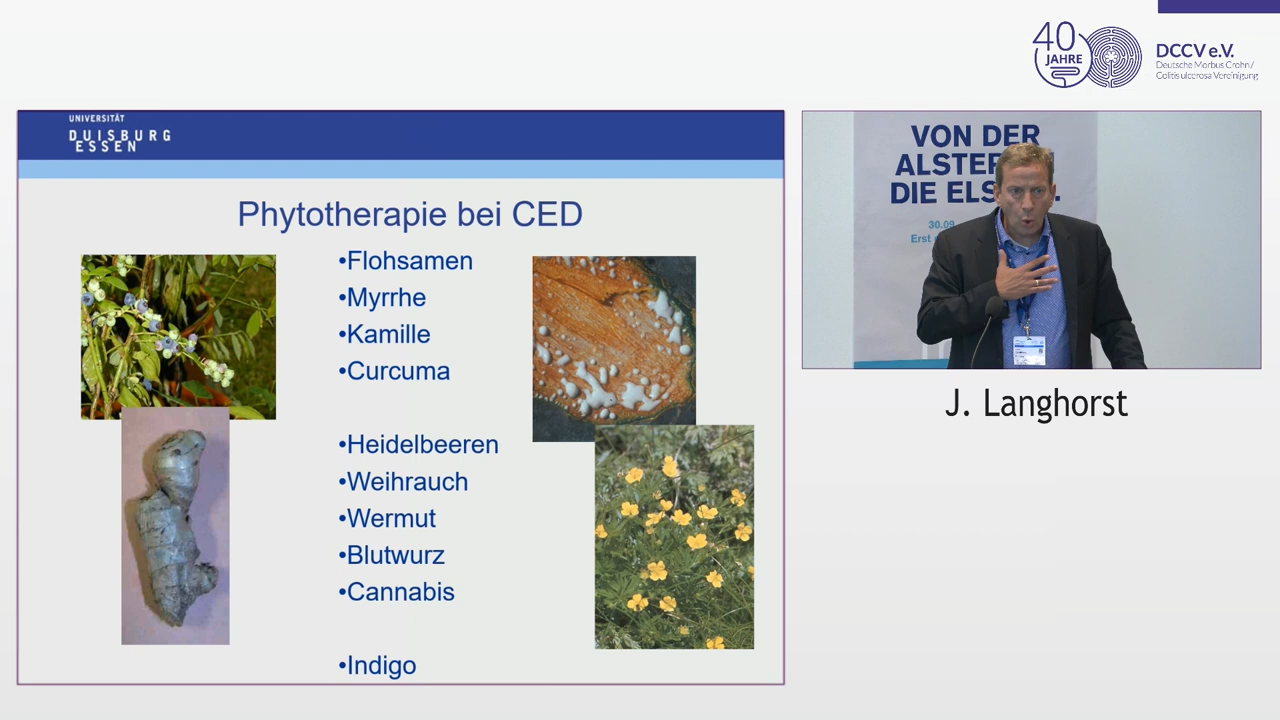 40
JAHRE
DCCV e.V.
Deutsche Morbus Crohn /
Colitis ulcerosa Vereinigung
UNIVERSITÄT
DUISBURG
ESSEN
Phytotherapie bei CED
•Flohsamen
•Myrrhe
•Kamille
•Curcuma
•Heidelbeeren
•Weihrauch
•Wermut
•Blutwurz
•Cannabis
•Indigo
VON DER
ALSTER
DIE ELS
30.09
Erst
J. Langhorst